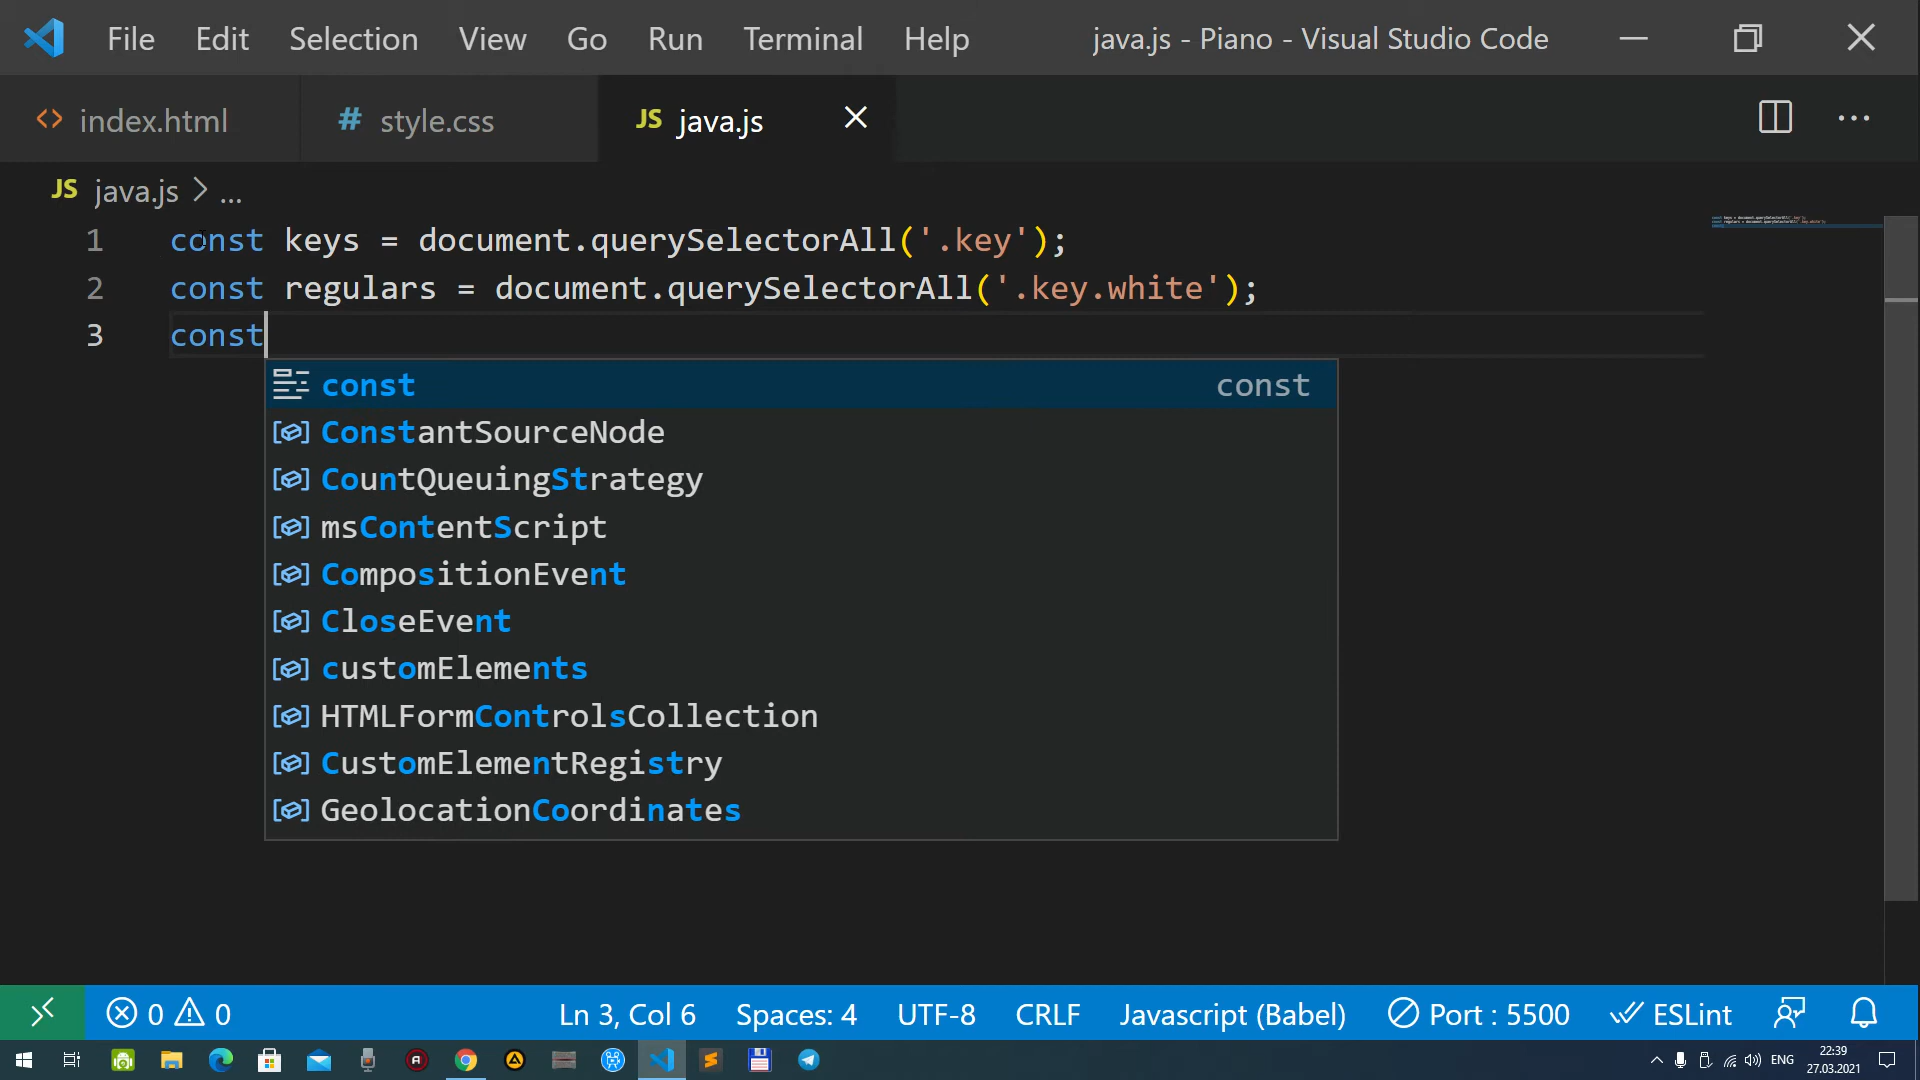 File Edit Selection View Go Run Terminal Help java.js - Piano - Visual Studio Code
index.html # style.css JS java.js
JS java.js > ...
1 const keys = document.querySelectorAll('.key');
2 const regulars = document.querySelectorAll('.key.white');
3 const
const const
ConstantSourceNode
CountQueuingStrategy
msContentScript
CompositionEvent
CloseEvent
customElements
HTMLFormControlsCollection
CustomElementRegistry
GeolocationCoordinates
0 0 Ln 3, Col 6 Spaces: 4 UTF-8 CRLF Javascript (Babel) Port : 5500 ESLint
ENG 22:39
27.03.2021